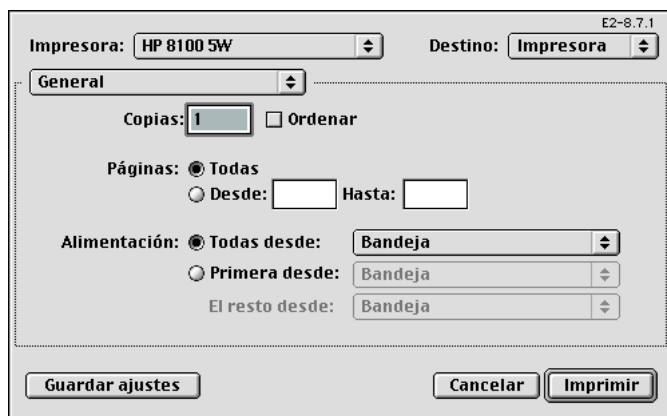 E2-8.7.1
Impresora: HP 8100 5W Destino: Impresora
General
Copias: 1 Ordenar
Páginas: Todas
Desde: Hasta:
Alimentación: Todas desde: Bandeja
Primera desde: Bandeja
El resto desde: Bandeja
Guardar ajustes Cancelar Imprimir